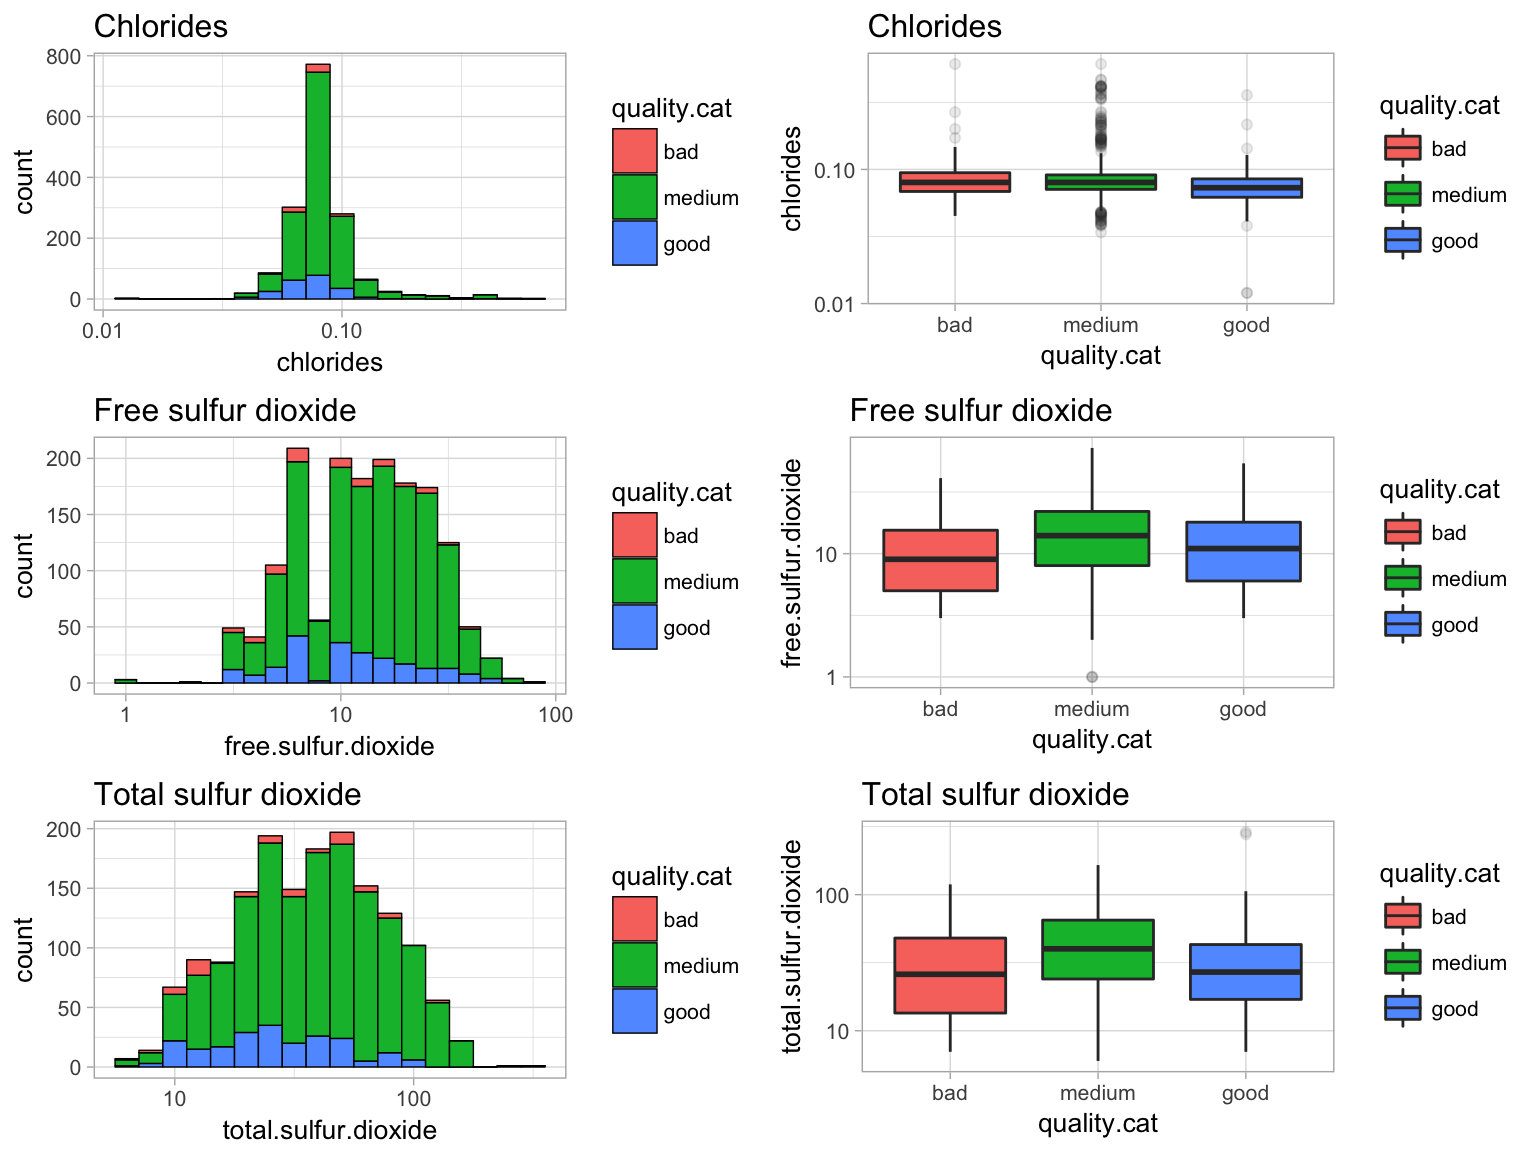 Chlorides
800
600
400
200
0
count
0.01 0.10
chlorides
quality.cat
bad
medium
good
Chlorides
0.10
0.01
chlorides
bad medium good
quality.cat
quality.cat
bad
medium
good
Free sulfur dioxide
200
150
100
50
0
count
1 10 100
free.sulfur.dioxide
quality.cat
bad
medium
good
Free sulfur dioxide
10
1
free.sulfur.dioxide
bad medium good
quality.cat
quality.cat
bad
medium
good
Total sulfur dioxide
200
150
100
50
0
count
10 100
total.sulfur.dioxide
quality.cat
bad
medium
good
Total sulfur dioxide
100
10
total.sulfur.dioxide
bad medium good
quality.cat
quality.cat
bad
medium
good